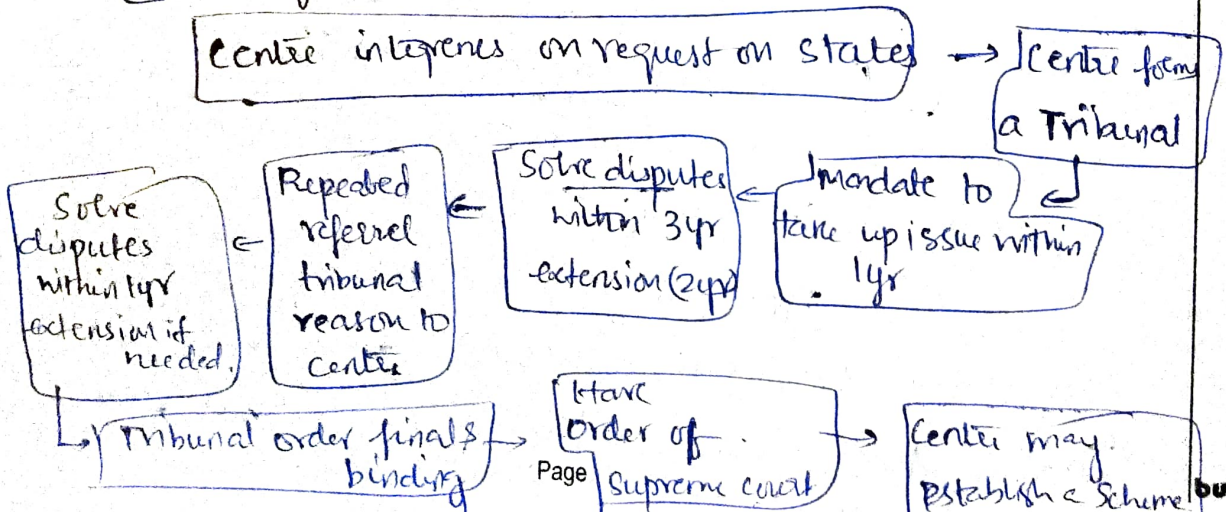 Centre intervenes on request on states
Centre forms
a Tribunal
Mandate to
take up issue within
1yr
Solve disputes
within 3yr
extension (2yr)
Repeated
referrel
tribunal
reason to
centre
Solve
disputes
within 1yr
extension if
needed.
Tribunal order final &
binding
Have
order of
Supreme court
Centre may
establish a Scheme
Page
bu